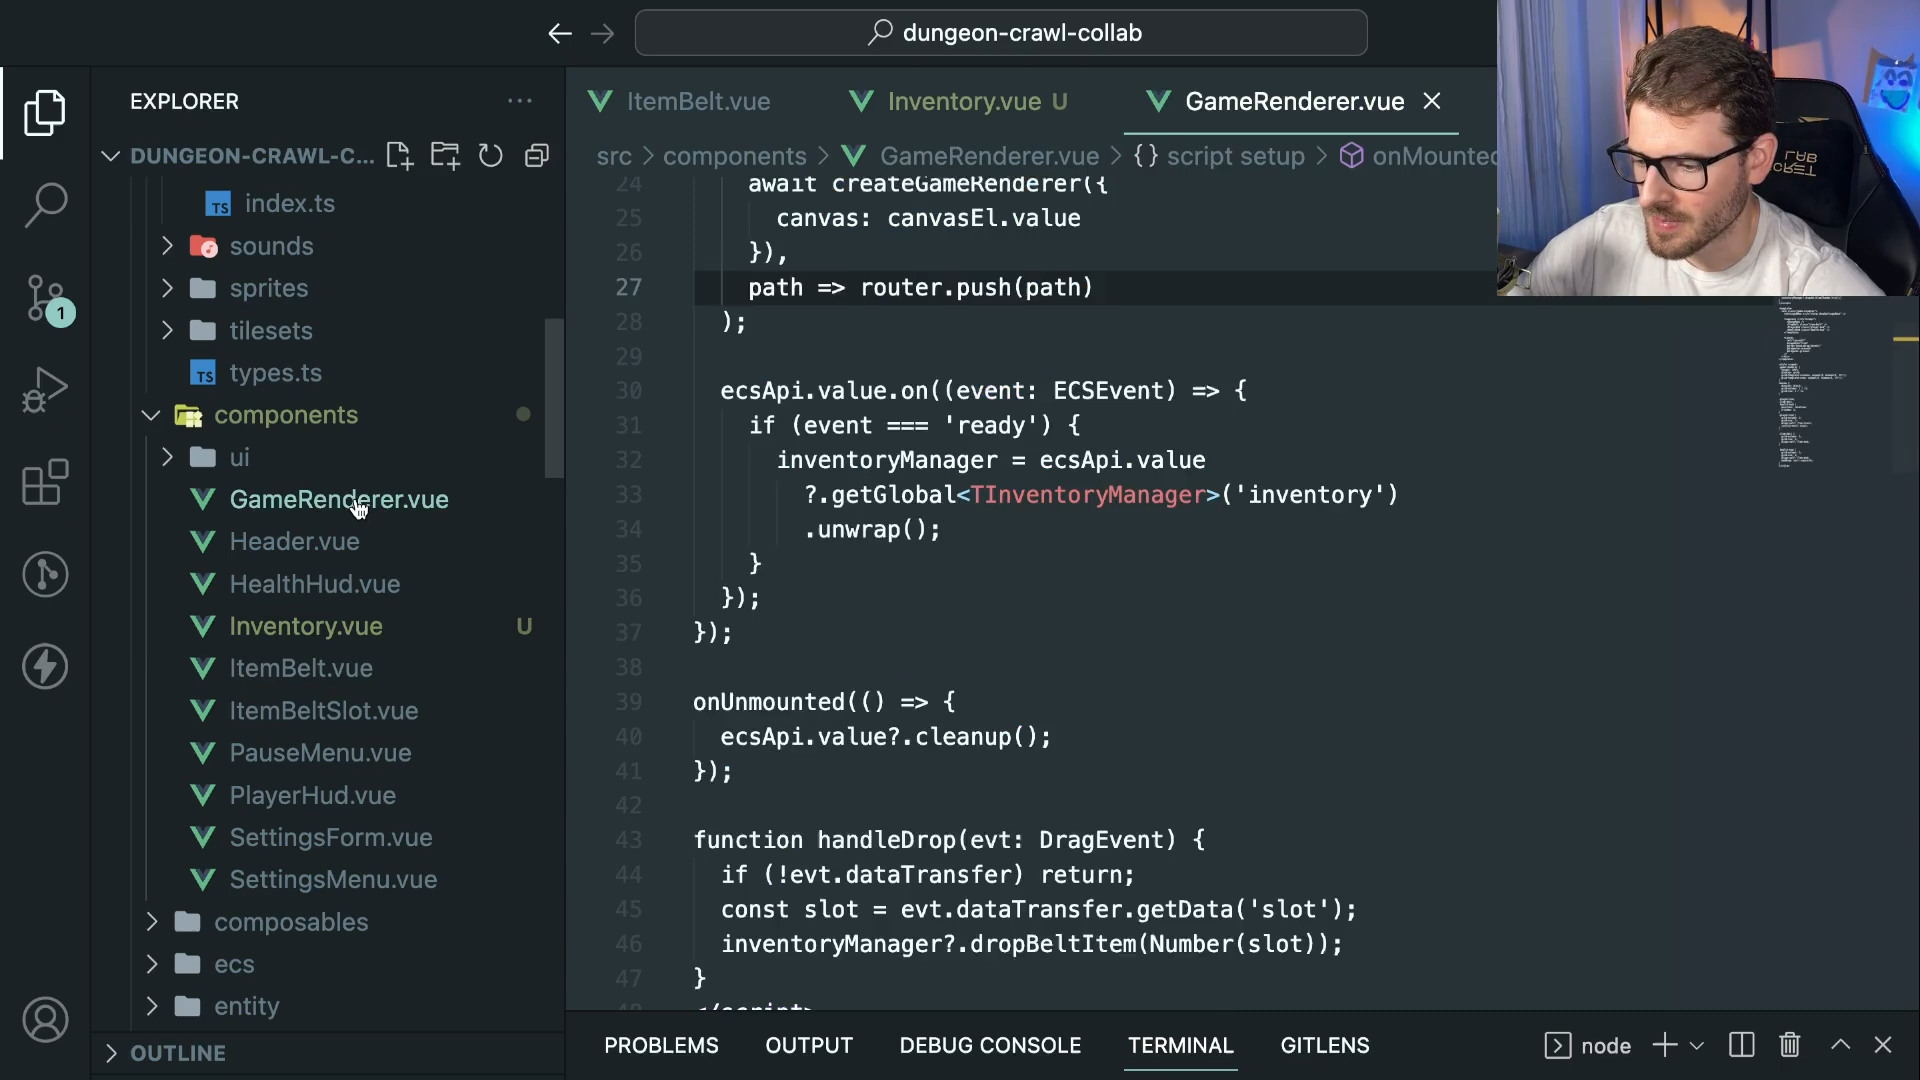 dungeon-crawl-collab
EXPLORER
DUNGEON-CRAWL-C...
index.ts
sounds
sprites
tilesets
types.ts
components
ui
GameRenderer.vue
Header.vue
HealthHud.vue
Inventory.vue U
ItemBelt.vue
ItemBeltSlot.vue
PauseMenu.vue
PlayerHud.vue
SettingsForm.vue
SettingsMenu.vue
composables
ecs
entity
OUTLINE
1
ItemBelt.vue Inventory.vue U GameRenderer.vue
src > components > GameRenderer.vue > {} script setup > onMounted
24 await createGameRenderer({
25 canvas: canvasEl.value
26 }),
27 path => router.push(path)
28 );
29
30 ecsApi.value.on((event: ECSEvent) => {
31 if (event === 'ready') {
32 inventoryManager = ecsApi.value
33 ?.getGlobal<TInventoryManager>('inventory')
34 .unwrap();
35 }
36 });
37 });
38
39 onUnmounted(() => {
40 ecsApi.value?.cleanup();
41 });
42
43 function handleDrop(evt: DragEvent) {
44 if (!evt.dataTransfer) return;
45 const slot = evt.dataTransfer.getData('slot');
46 inventoryManager?.dropBeltItem(Number(slot));
47 }
48 </script>
PROBLEMS OUTPUT DEBUG CONSOLE TERMINAL GITLENS
node